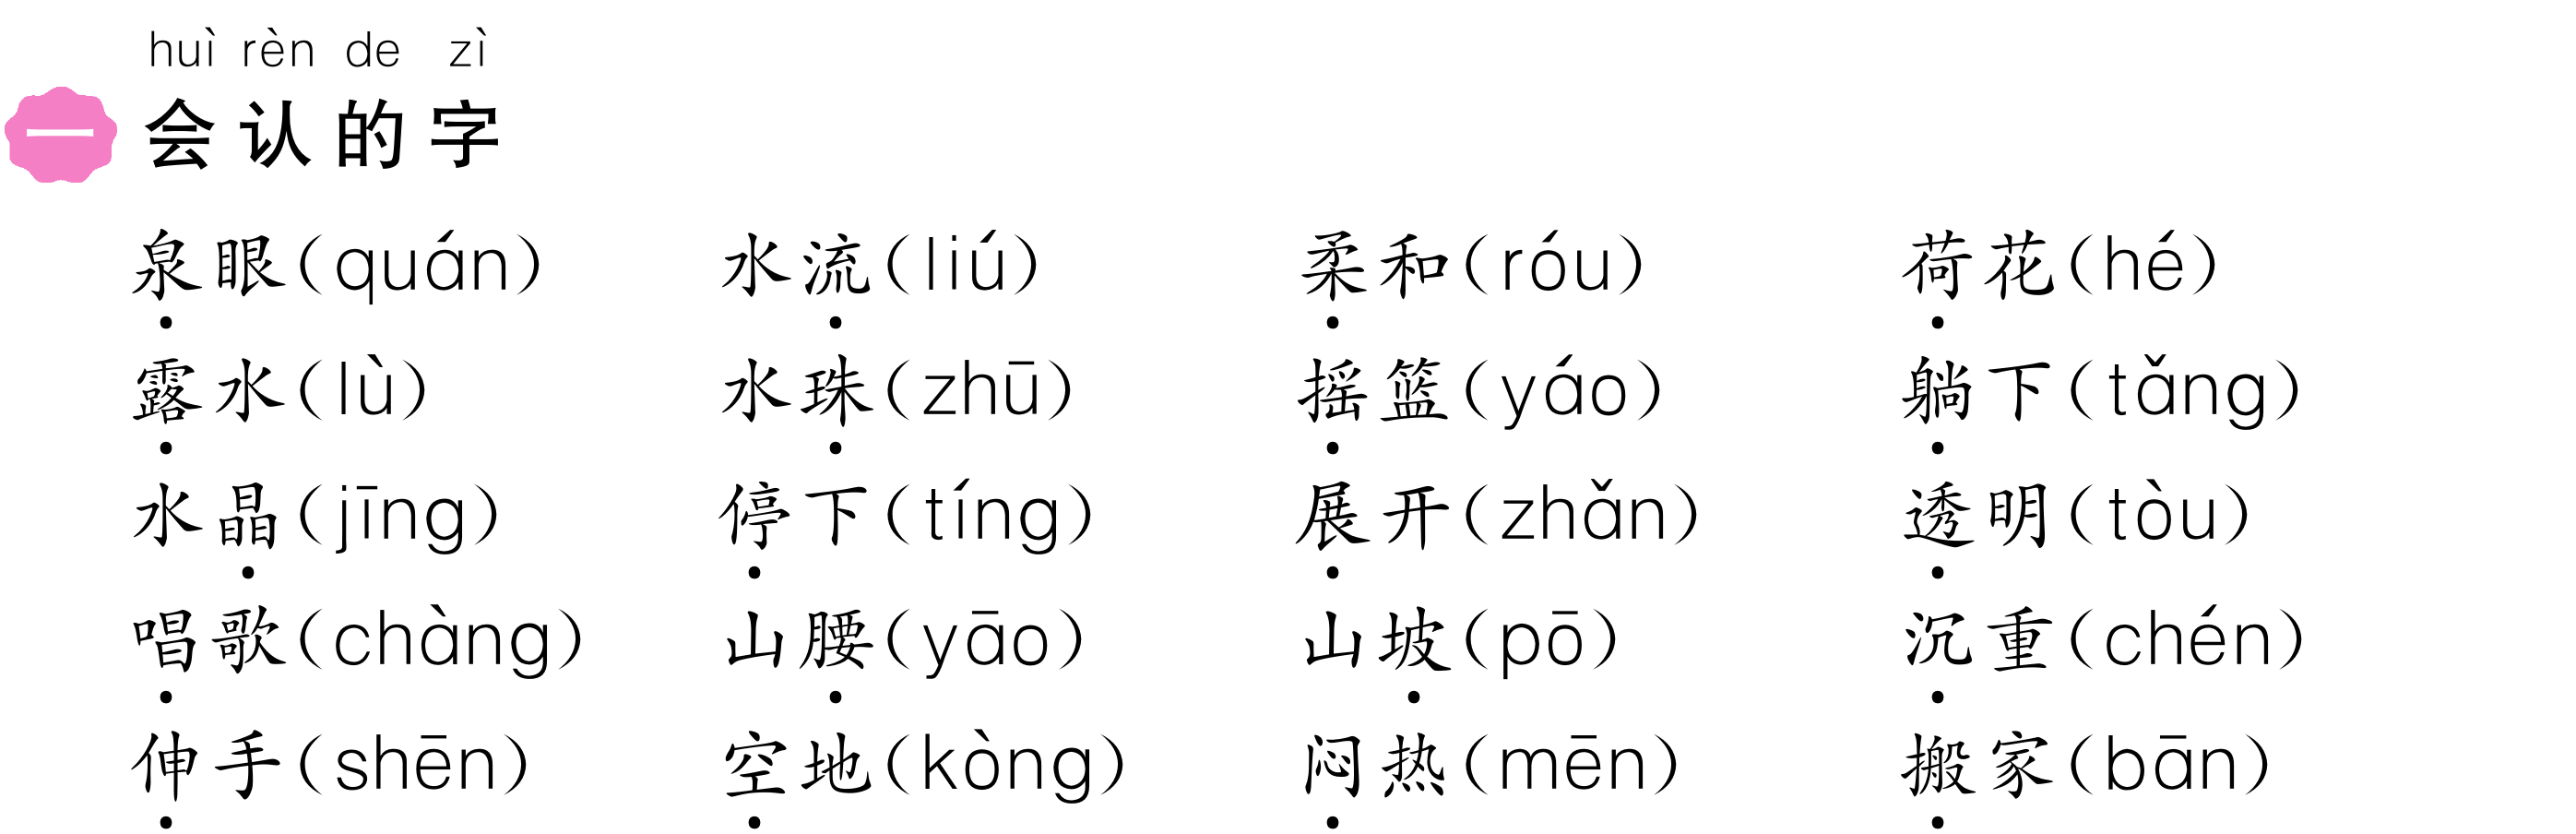 huì rèn de zì
一 会认的字
泉眼(quán) 水流(liú) 柔和(róu) 荷花(hé)
露水(lù) 水珠(zhū) 摇篮(yáo) 躺下(tǎng)
水晶(jīng) 停下(tíng) 展开(zhǎn) 透明(tòu)
唱歌(chàng) 山腰(yāo) 山坡(pō) 沉重(chén)
伸手(shēn) 空地(kòng) 闷热(mēn) 搬家(bān)